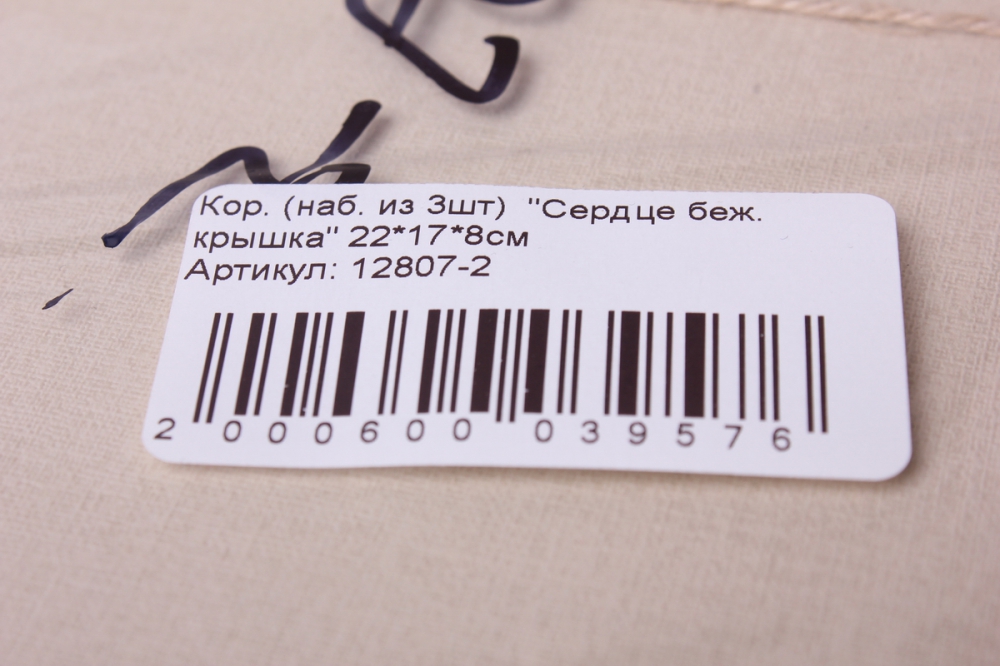 Кор. (наб. из 3шт) "Сердце беж.
крышка" 22*17*8см
Артикул: 12807-2
2 000600 039576